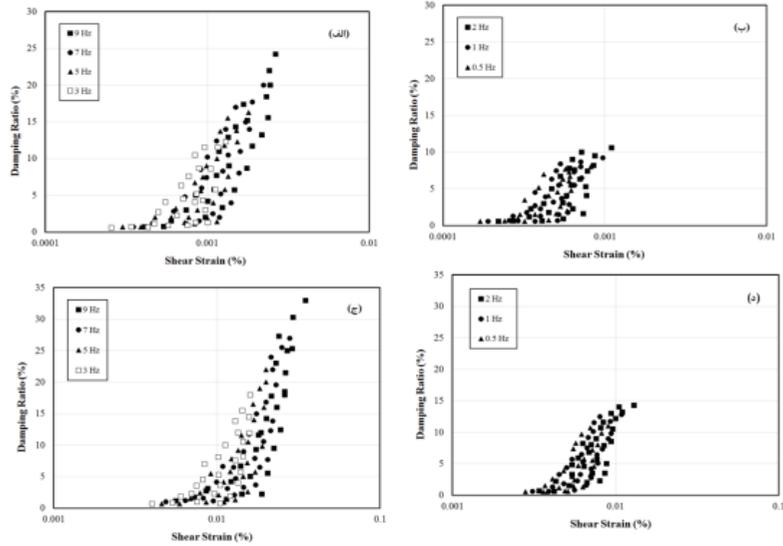 30
25
20
15
10
5
0
Damping Ratio (%)
9 Hz
7 Hz
5 Hz
3 Hz
(الف)
0.0001
0.001
0.01
Shear Strain (%)
30
25
20
15
10
5
0
Damping Ratio (%)
2 Hz
1 Hz
0.5 Hz
(ب)
0.0001
0.001
0.01
Shear Strain (%)
35
30
25
20
15
10
5
0
Damping Ratio (%)
9 Hz
7 Hz
5 Hz
3 Hz
(ج)
0.001
0.01
0.1
Shear Strain (%)
35
30
25
20
15
10
5
0
Damping Ratio (%)
2 Hz
1 Hz
0.5 Hz
(د)
0.001
0.01
0.1
Shear Strain (%)